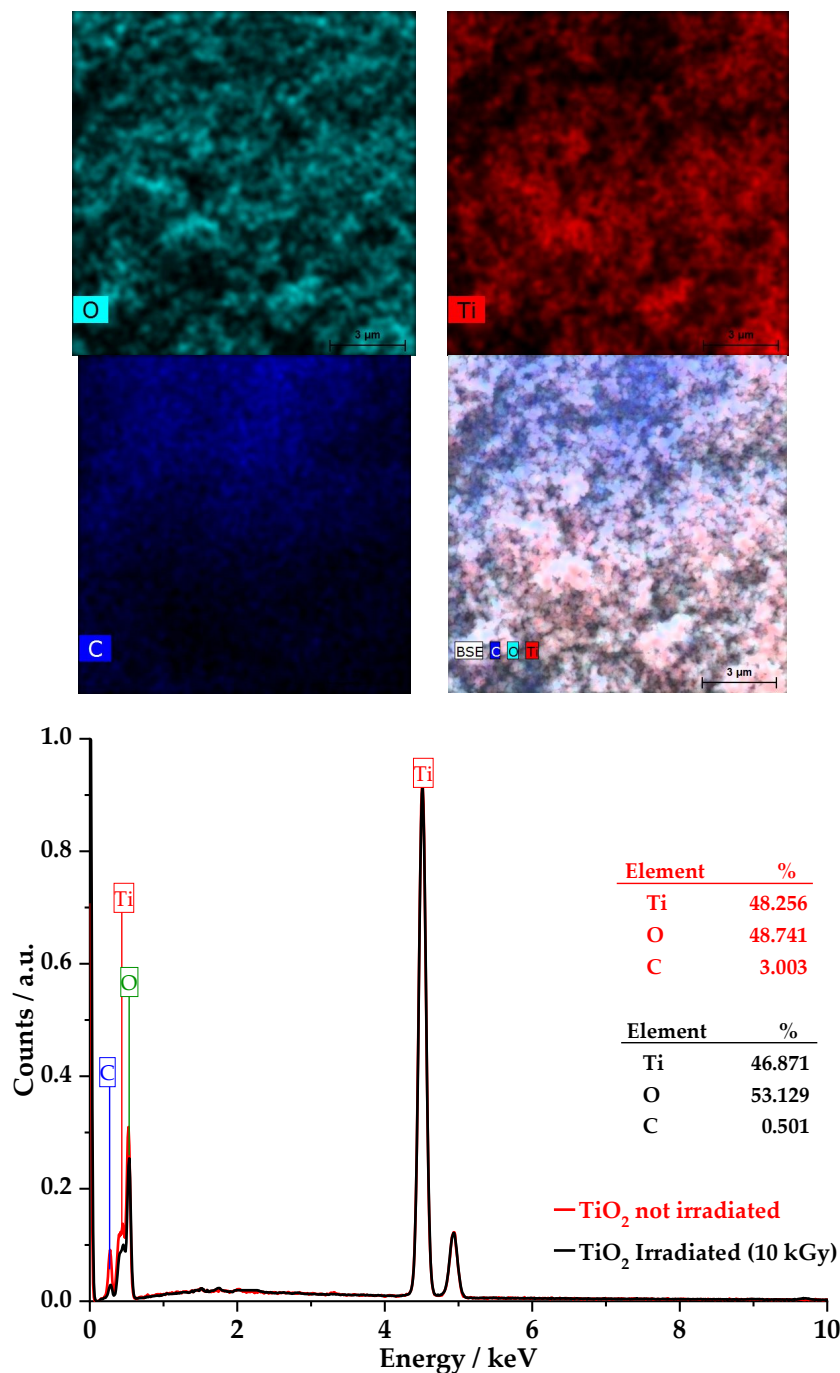 O
3 µm
Ti
3 µm
C
BSE C O Ti
3 µm
1.0
0.8
0.6
0.4
0.2
0.0
Counts / a.u.
Ti
Ti
O
C
Element %
Ti 48.256
O 48.741
C 3.003
Element %
Ti 46.871
O 53.129
C 0.501
TiO₂ not irradiated
TiO₂ Irradiated (10 kGy)
0 2 4 6 8 10
Energy / keV